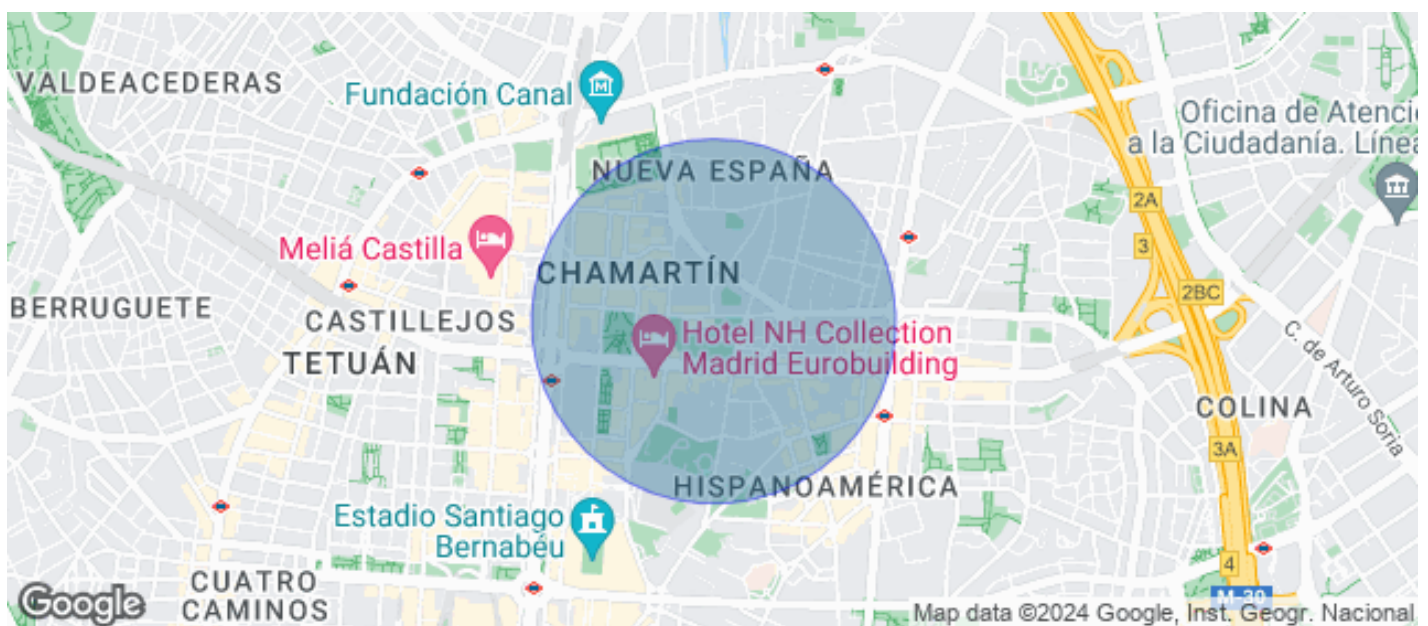 VALDEACEDERAS
Fundación Canal
Oficina de Atenci
a la Ciudadanía. Línea
NUEVA ESPAÑA
2A
Meliá Castilla
3
CHAMARTÍN
2BC
BERRUGUETE
CASTILLEJOS
Hotel NH Collection
Madrid Eurobuilding
TETUÁN
C. de Arturo Soria
COLINA
3A
HISPANOAMÉRICA
Estadio Santiago
Bernabéu
4
CUATRO
CAMINOS
M-30
Google
Map data ©2024 Google, Inst. Geogr. Nacional